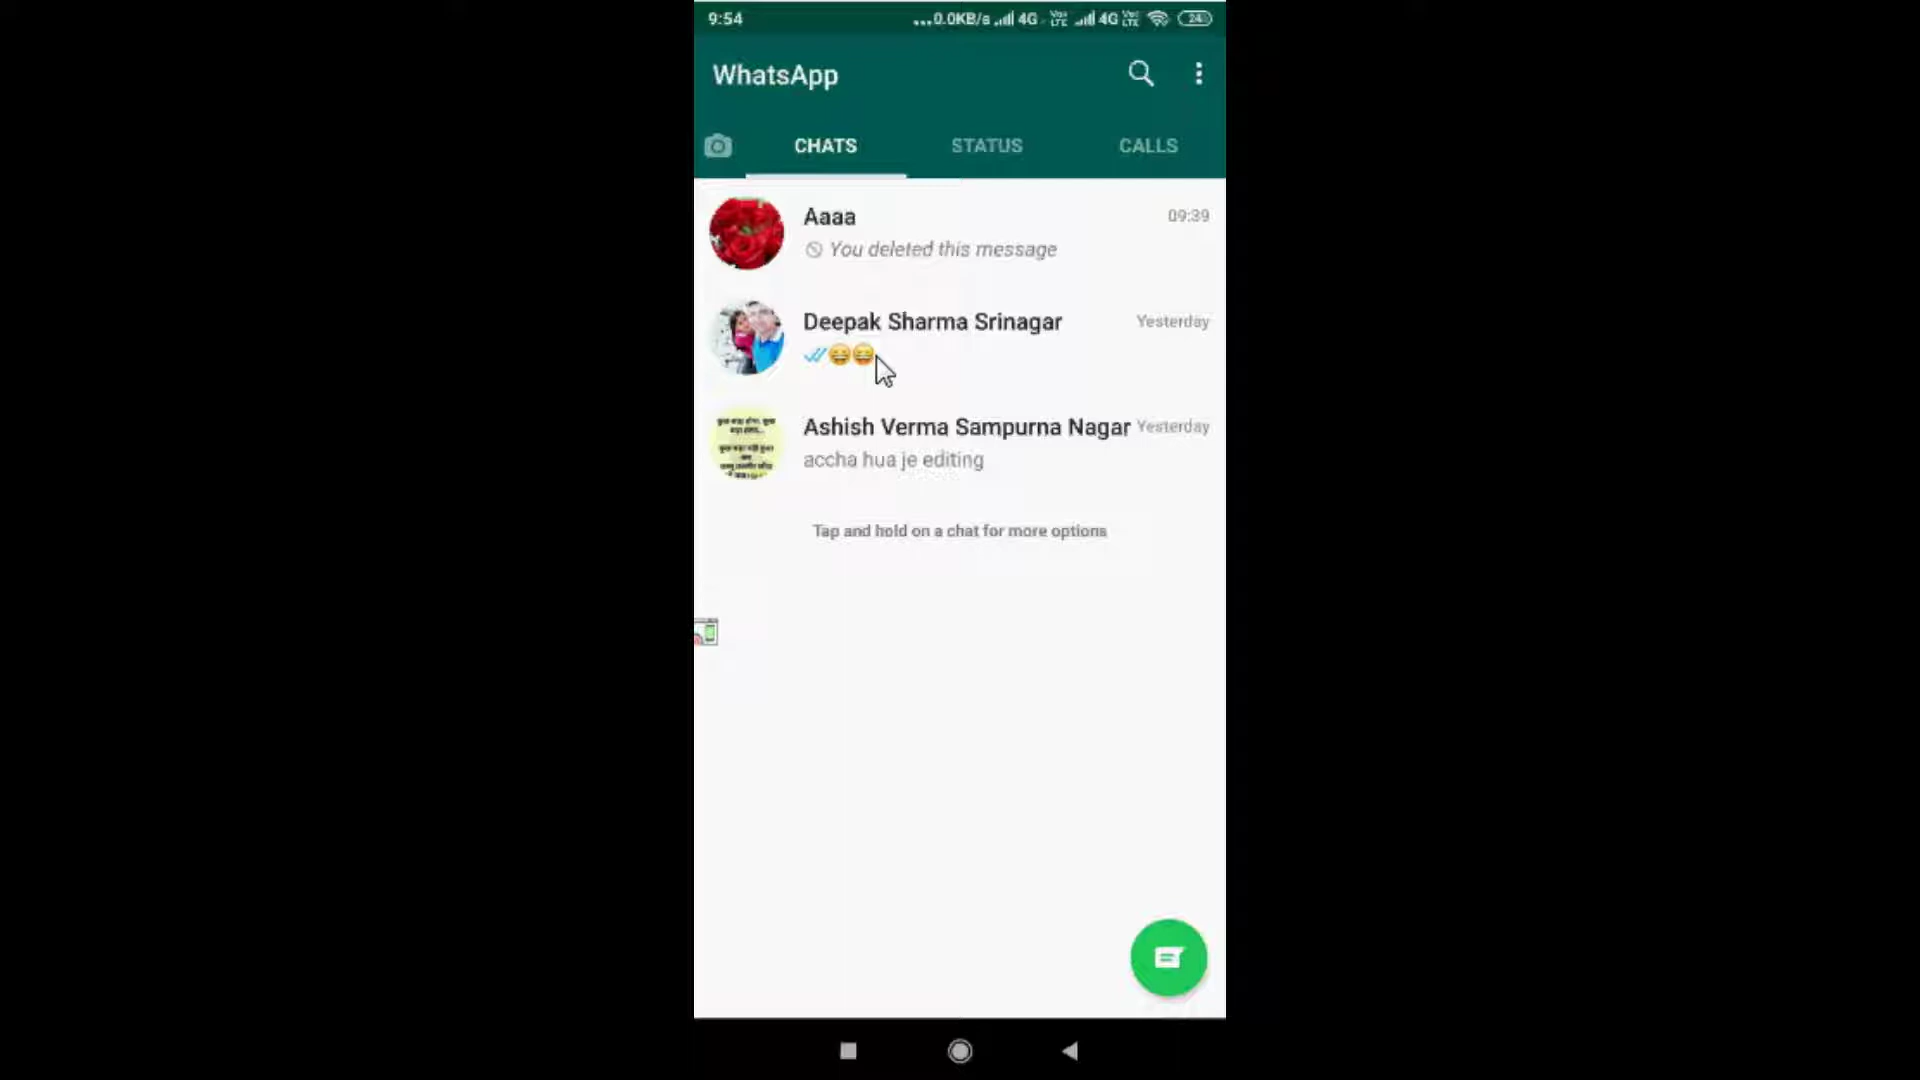 9:54 ...0.0KB/s 4G 4G 24
WhatsApp
CHATS STATUS CALLS
Aaaa 09:39
You deleted this message
Deepak Sharma Srinagar Yesterday
😄😄
Ashish Verma Sampurna Nagar Yesterday
accha hua je editing
Tap and hold on a chat for more options